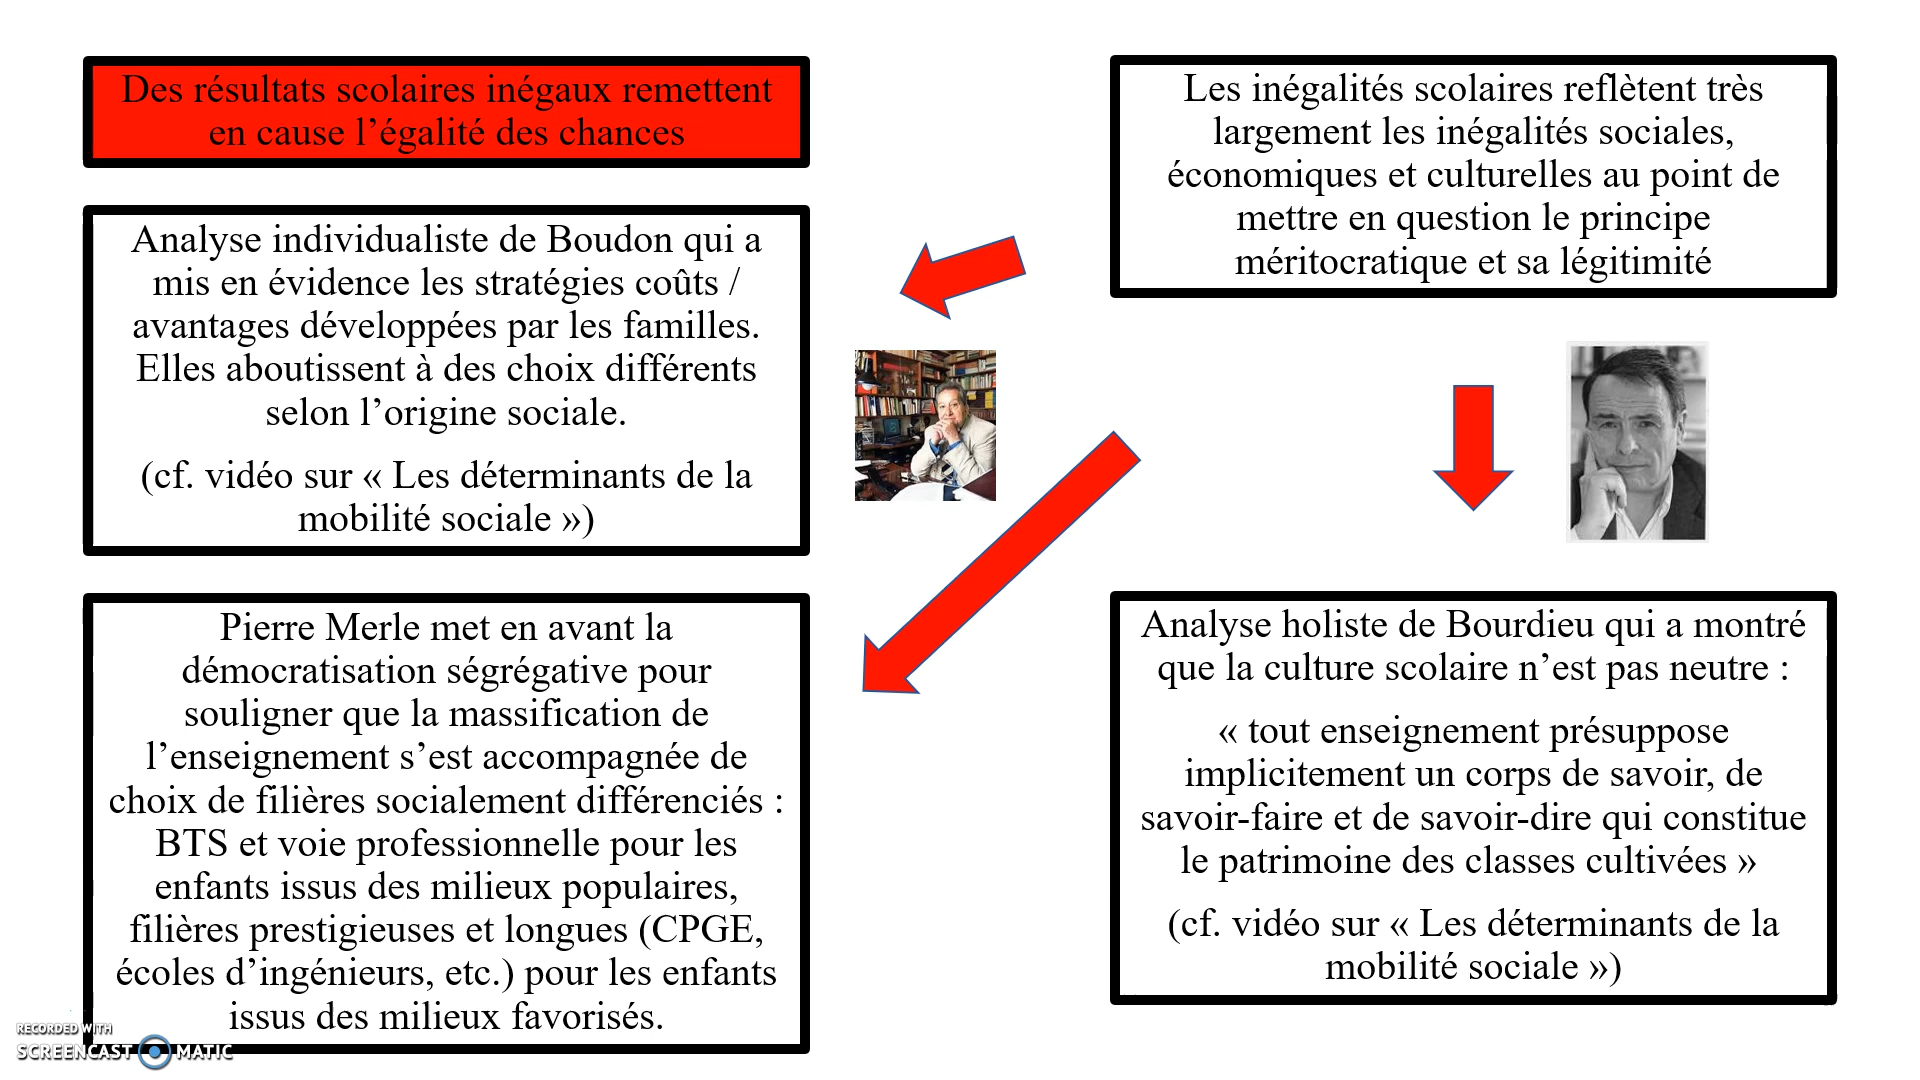 Des résultats scolaires inégaux remettent
en cause l’égalité des chances
Les inégalités scolaires reflètent très
largement les inégalités sociales,
économiques et culturelles au point de
mettre en question le principe
méritocratique et sa légitimité
Analyse individualiste de Boudon qui a
mis en évidence les stratégies coûts /
avantages développées par les familles.
Elles aboutissent à des choix différents
selon l’origine sociale.
(cf. vidéo sur « Les déterminants de la
mobilité sociale »)
Pierre Merle met en avant la
démocratisation ségrégative pour
souligner que la massification de
l’enseignement s’est accompagnée de
choix de filières socialement différenciés :
BTS et voie professionnelle pour les
enfants issus des milieux populaires,
filières prestigieuses et longues (CPGE,
écoles d’ingénieurs, etc.) pour les enfants
issus des milieux favorisés.
Analyse holiste de Bourdieu qui a montré
que la culture scolaire n’est pas neutre :
« tout enseignement présuppose
implicitement un corps de savoir, de
savoir-faire et de savoir-dire qui constitue
le patrimoine des classes cultivées »
(cf. vidéo sur « Les déterminants de la
mobilité sociale »)
RECORDED WITH
SCREENCAST MATIC